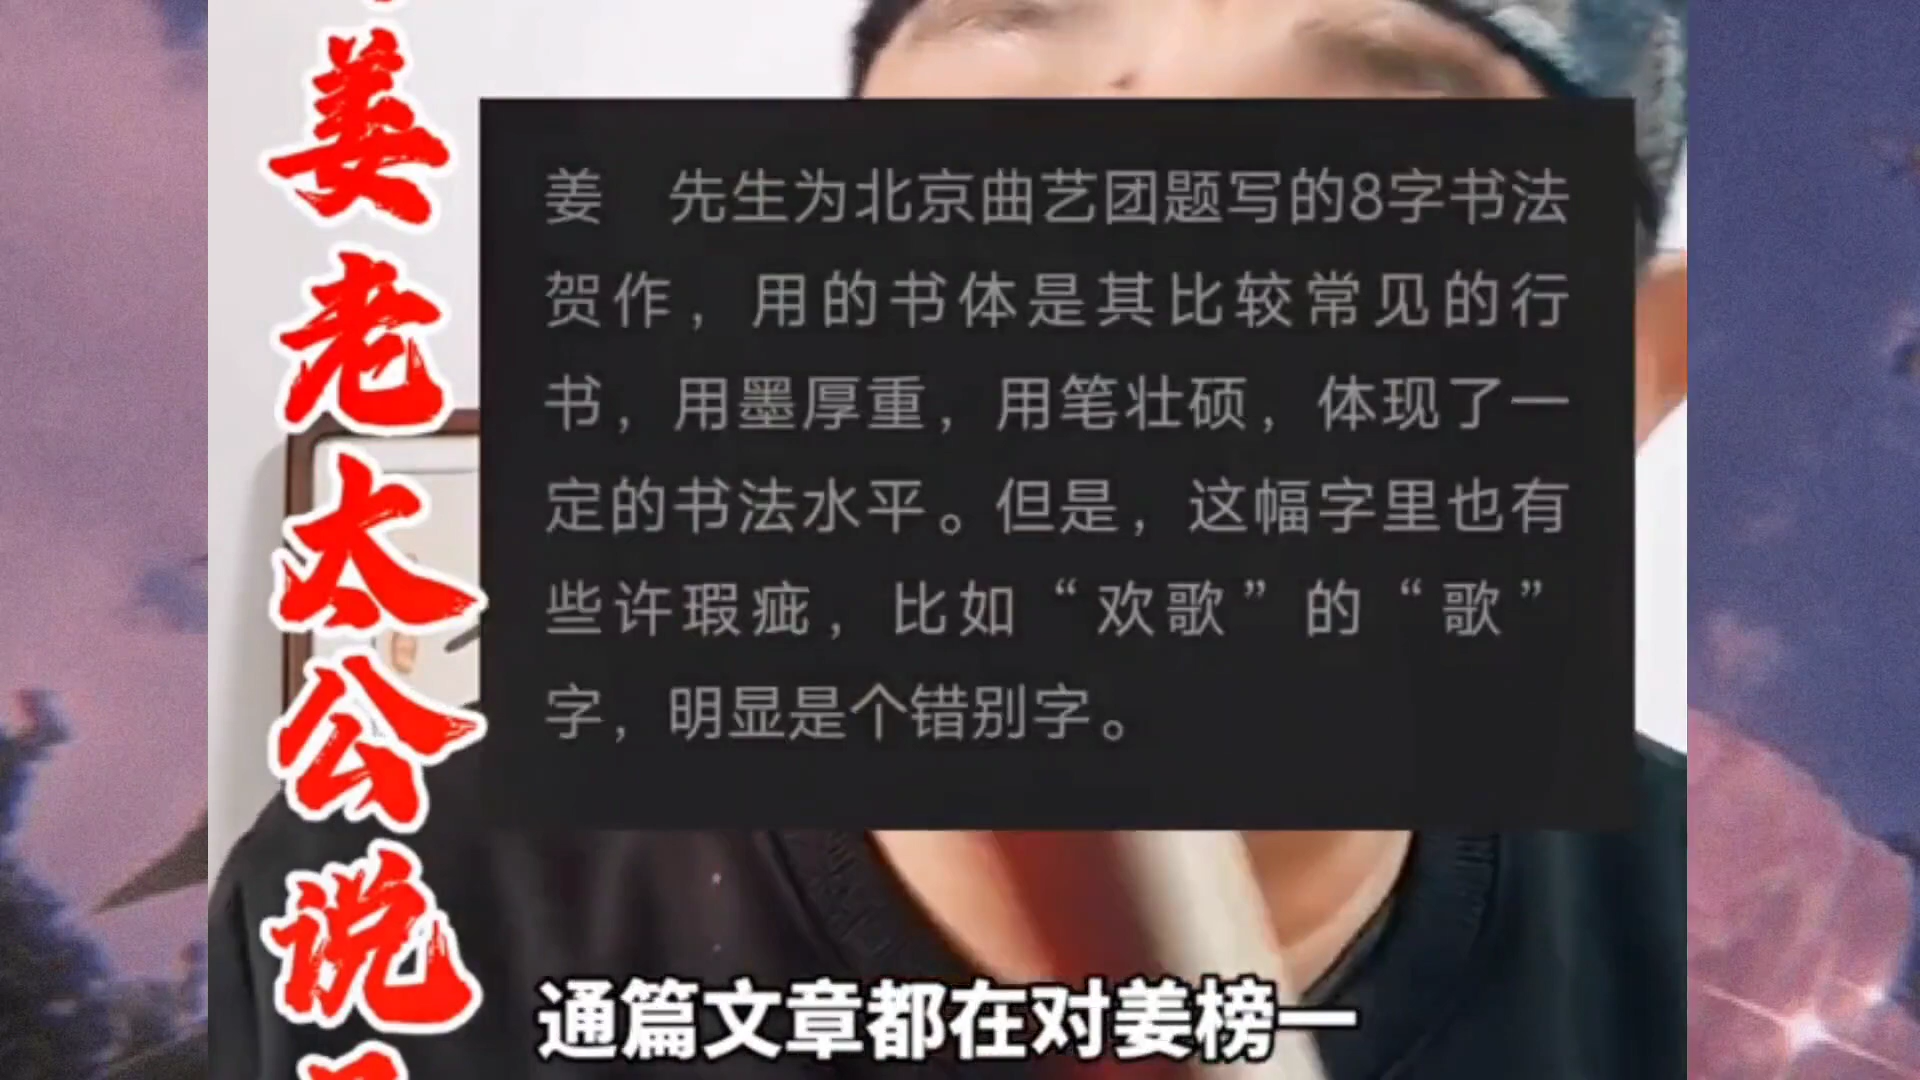 姜老太公说
姜　先生为北京曲艺团题写的8字书法
贺作，用的书体是其比较常见的行
书，用墨厚重，用笔壮硕，体现了一
定的书法水平。但是，这幅字里也有
些许瑕疵，比如“欢歌”的“歌”
字，明显是个错别字。
通篇文章都在对姜榜一